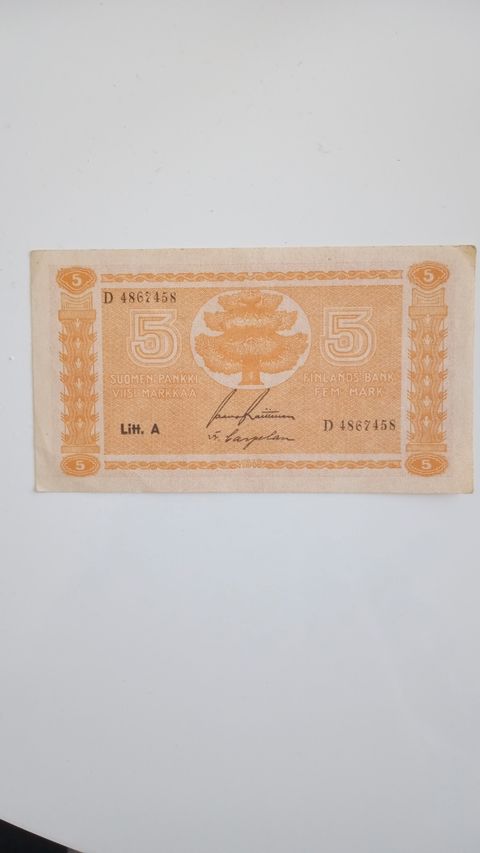 5 5
D 4867458
5 5
SUOMEN PANKKI FINLANDS BANK
VIISI MARKKAA FEM MARK
Litt. A D 4867458
5 5